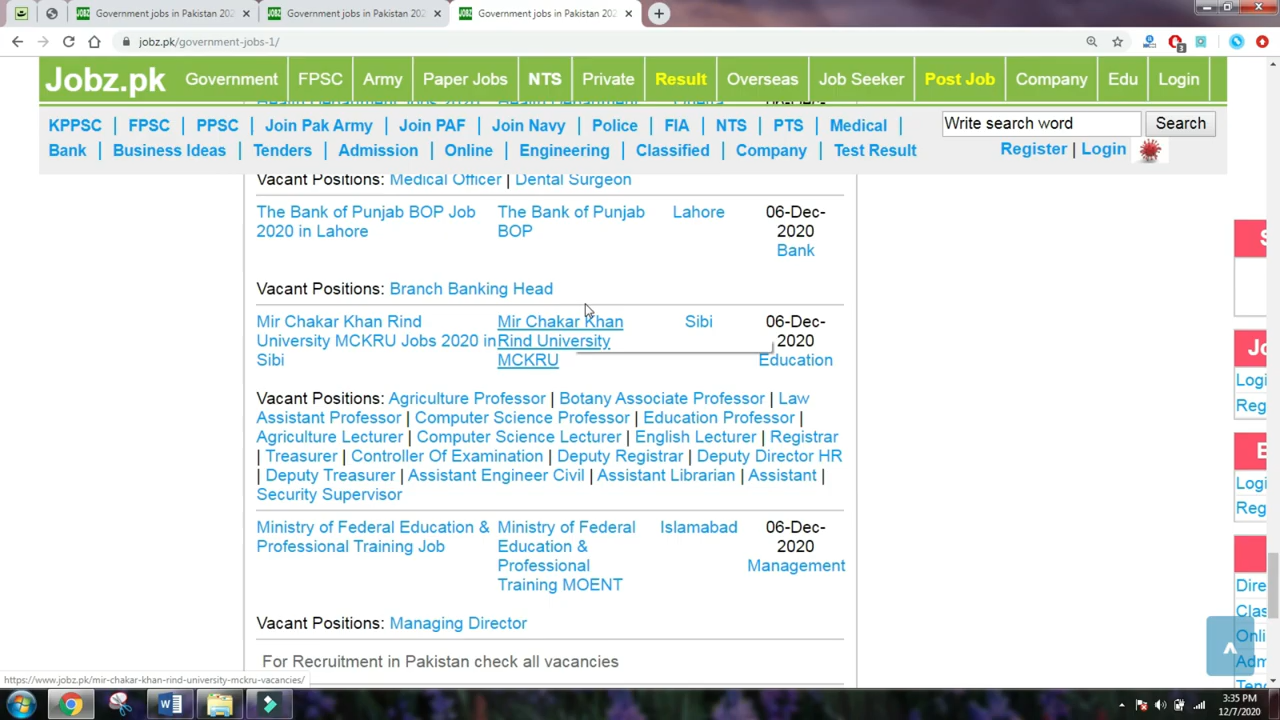 Government jobs in Pakistan 202
Government jobs in Pakistan 202
Government jobs in Pakistan 202
jobz.pk/government-jobs-1/
3
Jobz.pk Government FPSC Army Paper Jobs NTS Private Result Overseas Job Seeker Post Job Company Edu Login
KPPSC | FPSC | PPSC | Join Pak Army | Join PAF | Join Navy | Police | FIA | NTS | PTS | Medical |
Write search word Search
Bank | Business Ideas | Tenders | Admission | Online | Engineering | Classified | Company | Test Result
Register | Login
Vacant Positions: Medical Officer | Dental Surgeon
The Bank of Punjab BOP Job The Bank of Punjab Lahore 06-Dec-
2020 in Lahore BOP 2020
Bank
Vacant Positions: Branch Banking Head
Mir Chakar Khan Rind Mir Chakar Khan Sibi 06-Dec-
University MCKRU Jobs 2020 in Rind University 2020
Sibi MCKRU Education
Vacant Positions: Agriculture Professor | Botany Associate Professor | Law
Assistant Professor | Computer Science Professor | Education Professor |
Agriculture Lecturer | Computer Science Lecturer | English Lecturer | Registrar
| Treasurer | Controller Of Examination | Deputy Registrar | Deputy Director HR
| Deputy Treasurer | Assistant Engineer Civil | Assistant Librarian | Assistant |
Security Supervisor
Ministry of Federal Education & Ministry of Federal Islamabad 06-Dec-
Professional Training Job Education & 2020
Professional Management
Training MOENT
Vacant Positions: Managing Director
For Recruitment in Pakistan check all vacancies
Jo
Logi
Reg
E
Logi
Reg
Dire
Clas
Onli
Adm
https://www.jobz.pk/mir-chakar-khan-rind-university-mckru-vacancies/
3:35 PM
12/7/2020